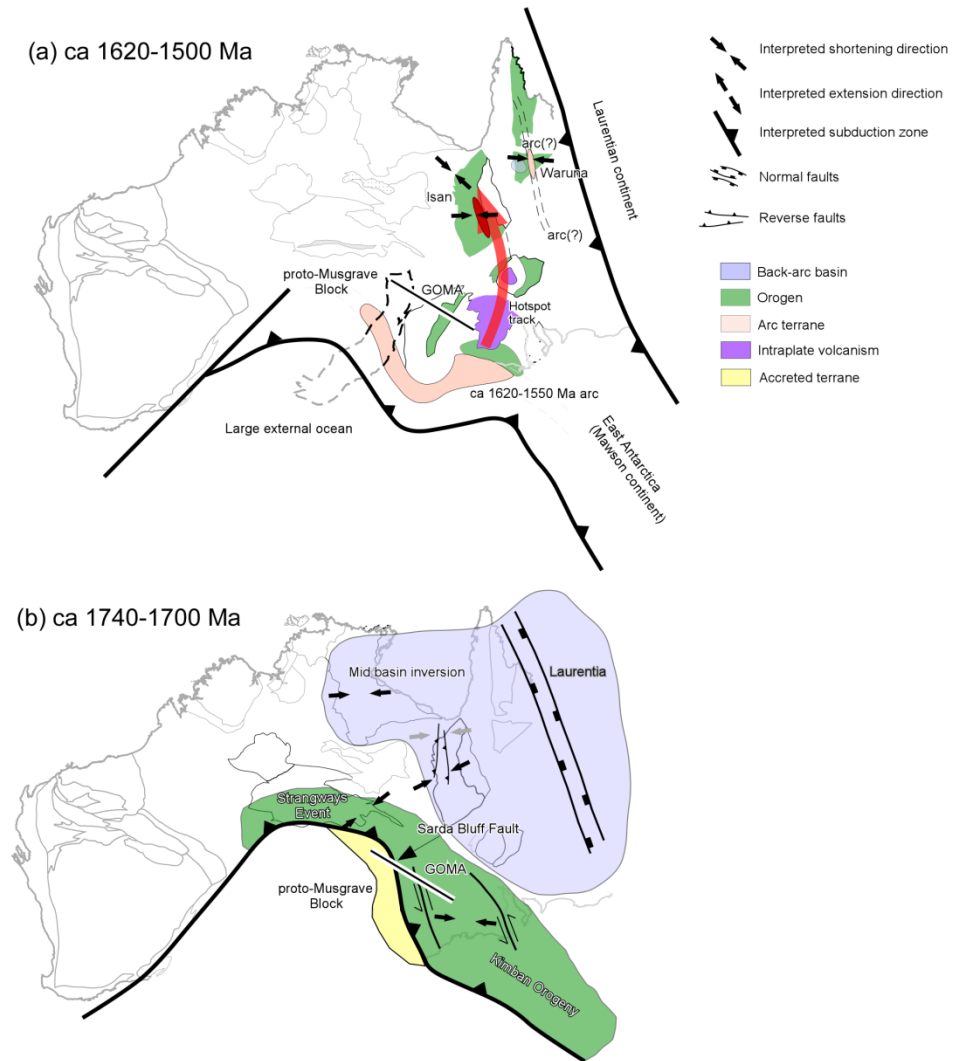 (a) ca 1620-1500 Ma
Interpreted shortening direction
Interpreted extension direction
Interpreted subduction zone
Normal faults
Reverse faults
Back-arc basin
Orogen
Arc terrane
Intraplate volcanism
Accreted terrane
Laurentian continent
arc(?)
Waruna
Isan
arc(?)
proto-Musgrave
Block
GOMA
Hotspot
track
ca 1620-1550 Ma arc
Large external ocean
East Antarctica
(Mawson continent)
(b) ca 1740-1700 Ma
Mid basin inversion
Laurentia
Strangways
Event
Sarda Bluff Fault
GOMA
proto-Musgrave
Block
Kimban Orogeny